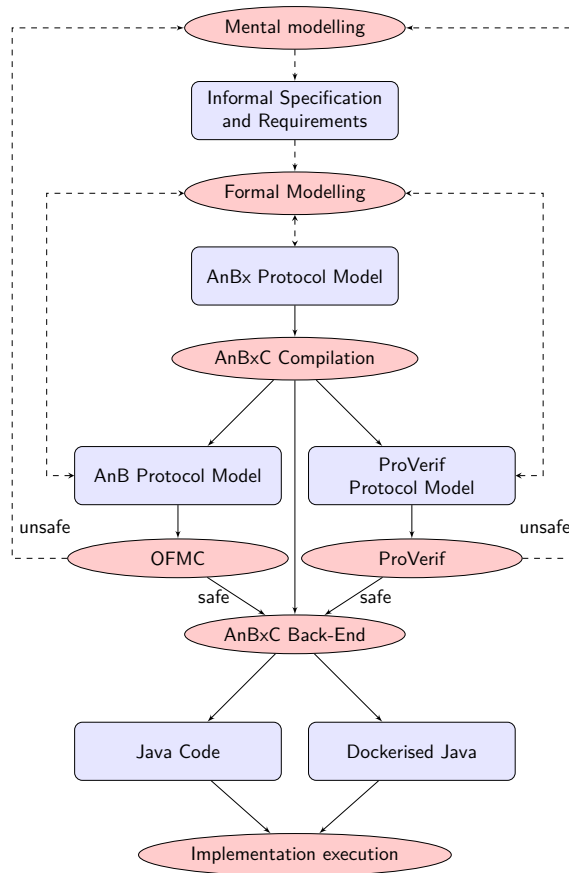 Mental modelling
Informal Specification
and Requirements
Formal Modelling
AnBx Protocol Model
AnBxC Compilation
AnB Protocol Model
ProVerif
Protocol Model
unsafe
unsafe
OFMC
ProVerif
safe
safe
AnBxC Back-End
Java Code
Dockerised Java
Implementation execution